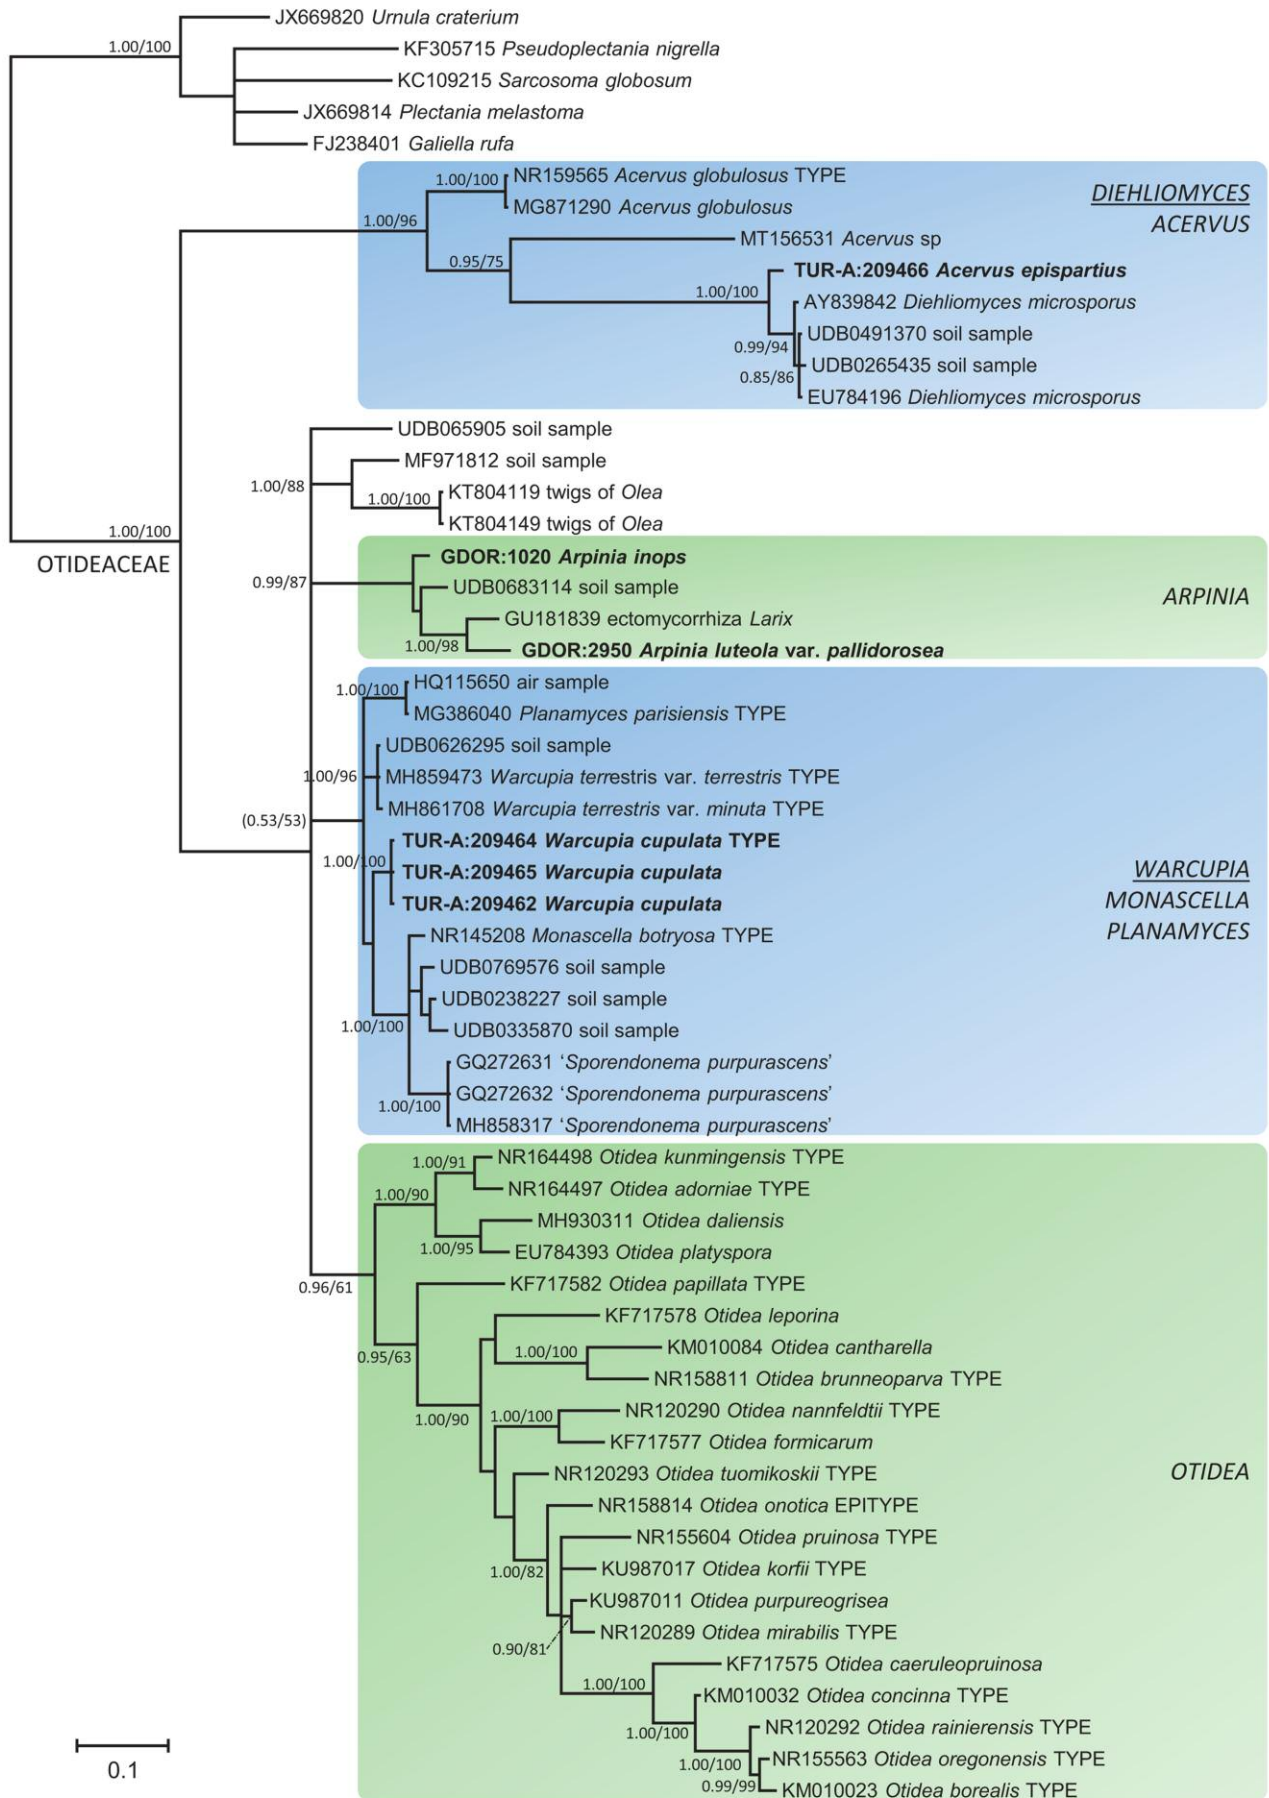 JX669820 Urnula craterium
1.00/100
KF305715 Pseudoplectania nigrella
KC109215 Sarcosoma globosum
JX669814 Plectania melastoma
FJ238401 Galiella rufa
1.00/100
NR159565 Acervus globulosus TYPE
DIEHLIOMYCES
MG871290 Acervus globulosus
ACERVUS
1.00/96
MT156531 Acervus sp
0.95/75
TUR-A:209466 Acervus epispartius
1.00/100
AY839842 Diehliomyces microsporus
UDB0491370 soil sample
0.99/94
UDB0265435 soil sample
0.85/86
EU784196 Diehliomyces microsporus
UDB065905 soil sample
MF971812 soil sample
1.00/88
KT804119 twigs of Olea
1.00/100
KT804149 twigs of Olea
1.00/100
OTIDEACEAE
GDOR:1020 Arpinia inops
0.99/87
UDB0683114 soil sample
ARPINIA
GU181839 ectomycorrhiza Larix
1.00/98
GDOR:2950 Arpinia luteola var. pallidorosea
HQ115650 air sample
1.00/100
MG386040 Planamyces parisiensis TYPE
UDB0626295 soil sample
1.00/96
MH859473 Warcupia terrestris var. terrestris TYPE
MH861708 Warcupia terrestris var. minuta TYPE
(0.53/53)
TUR-A:209464 Warcupia cupulata TYPE
1.00/100
TUR-A:209465 Warcupia cupulata
WARCUPIA
TUR-A:209462 Warcupia cupulata
MONASCELLA
NR145208 Monascella botryosa TYPE
PLANAMYCES
UDB0769576 soil sample
UDB0238227 soil sample
1.00/100
UDB0335870 soil sample
GQ272631 ‘Sporendonema purpurascens’
GQ272632 ‘Sporendonema purpurascens’
1.00/100
MH858317 ‘Sporendonema purpurascens’
1.00/91
NR164498 Otidea kunmingensis TYPE
1.00/90
NR164497 Otidea adorniae TYPE
MH930311 Otidea daliensis
1.00/95
EU784393 Otidea platyspora
0.96/61
KF717582 Otidea papillata TYPE
KF717578 Otidea leporina
0.95/63
1.00/100
KM010084 Otidea cantharella
NR158811 Otidea brunneoparva TYPE
1.00/90
1.00/100
NR120290 Otidea nannfeldtii TYPE
KF717577 Otidea formicarum
NR120293 Otidea tuomikoskii TYPE
OTIDEA
NR158814 Otidea onotica EPITYPE
NR155604 Otidea pruinosa TYPE
1.00/82
KU987017 Otidea korfii TYPE
KU987011 Otidea purpureogrisea
0.90/81
NR120289 Otidea mirabilis TYPE
KF717575 Otidea caeruleopruinosa
1.00/100
KM010032 Otidea concinna TYPE
1.00/100
NR120292 Otidea rainierensis TYPE
1.00/100
NR155563 Otidea oregonensis TYPE
0.99/99
KM010023 Otidea borealis TYPE
0.1